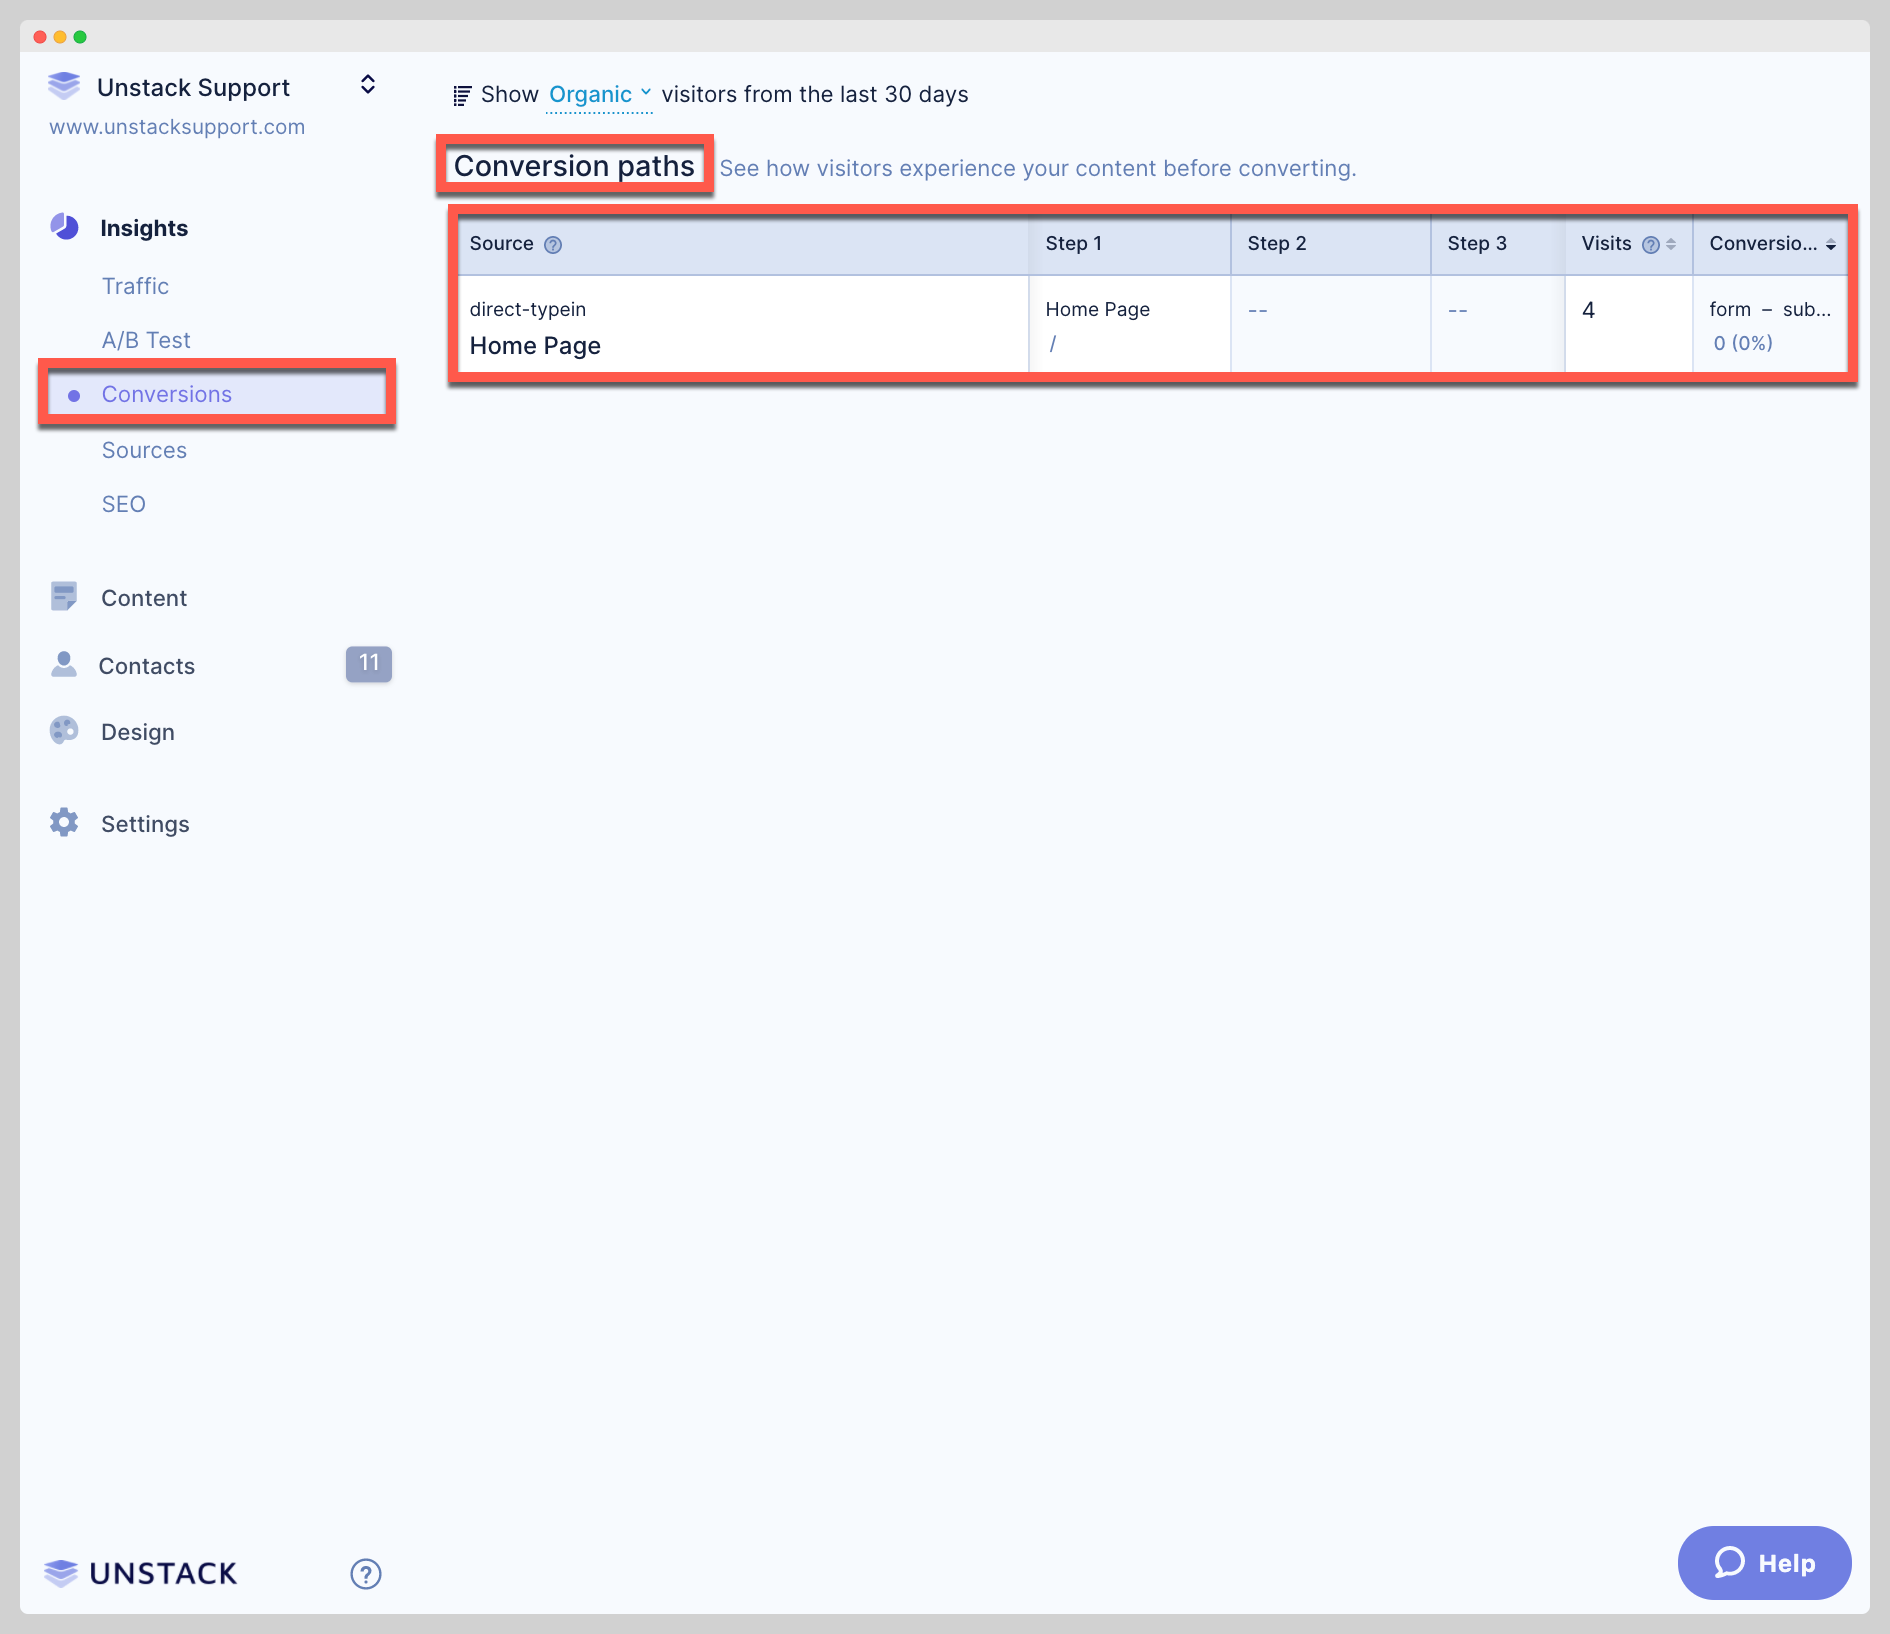 Unstack Support
www.unstacksupport.com
Insights
Traffic
A/B Test
Conversions
Sources
SEO
Content
Contacts 11
Design
Settings
UNSTACK ?
Show Organic visitors from the last 30 days
Conversion paths See how visitors experience your content before converting.
Source ? Step 1 Step 2 Step 3 Visits ? Conversio...
direct-typein Home Page -- -- 4 form – sub...
Home Page / 0 (0%)
Help